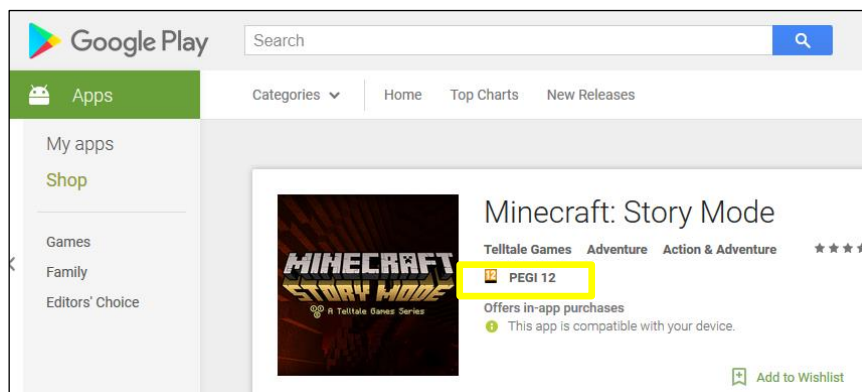 Google Play
Search
Apps
Categories Home Top Charts New Releases
My apps
Shop
Games
Family
Editors' Choice
MINECRAFT
STORY MODE
A Telltale Games Series
Minecraft: Story Mode
Telltale Games Adventure Action & Adventure
12 PEGI 12
Offers in-app purchases
This app is compatible with your device.
Add to Wishlist